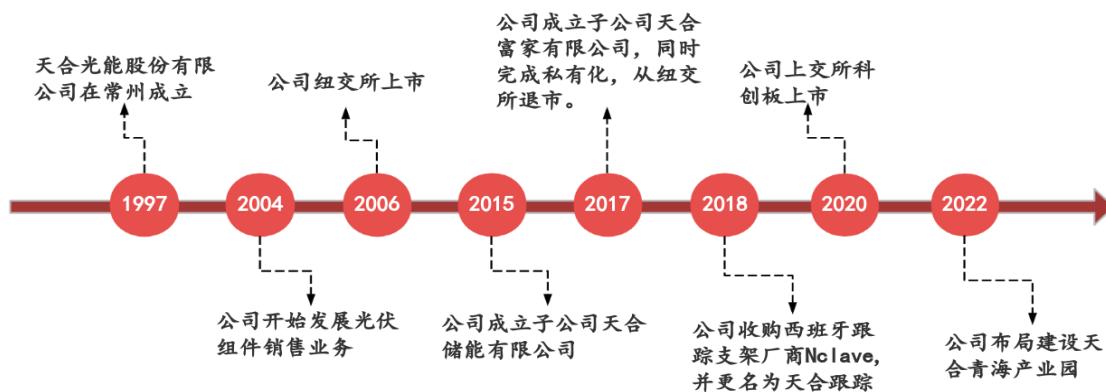 天合光能股份有限
公司在常州成立
公司纽交所上市
公司成立子公司天合
富家有限公司，同时
完成私有化，从纽交
所退市。
公司上交所科
创板上市
1997
2004
2006
2015
2017
2018
2020
2022
公司开始发展光伏
组件销售业务
公司成立子公司天合
储能有限公司
公司收购西班牙跟
踪支架厂商Nclave,
并更名为天合跟踪
公司布局建设天
合青海产业园